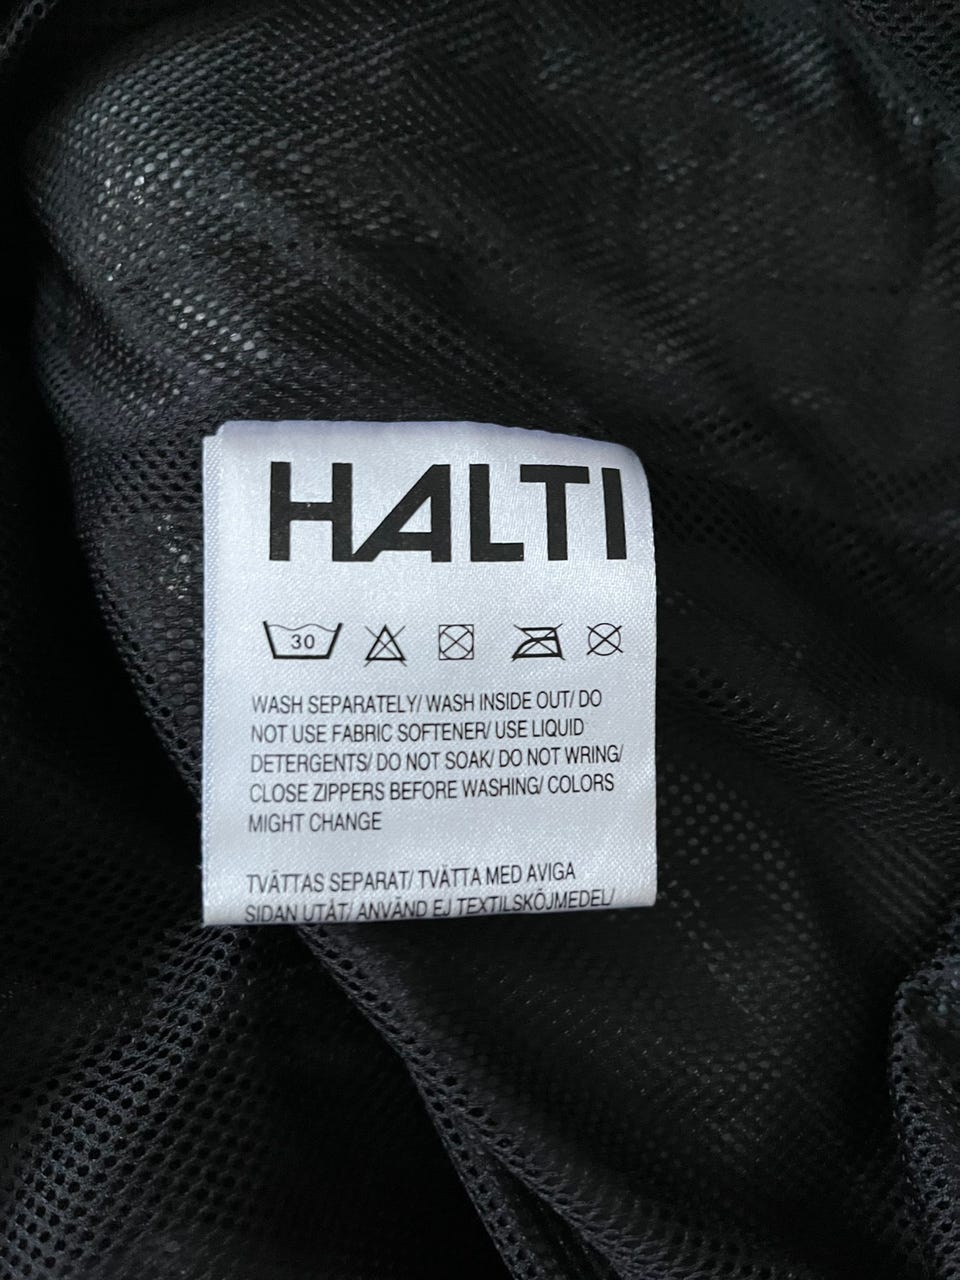 HALTI
30
WASH SEPARATELY/ WASH INSIDE OUT/ DO
NOT USE FABRIC SOFTENER/ USE LIQUID
DETERGENTS/ DO NOT SOAK/ DO NOT WRING/
CLOSE ZIPPERS BEFORE WASHING/ COLORS
MIGHT CHANGE
TVÄTTAS SEPARAT/ TVÄTTA MED AVIGA
SIDAN UTÅT/ ANVÄND EJ TEXTILSKÖJMEDEL/